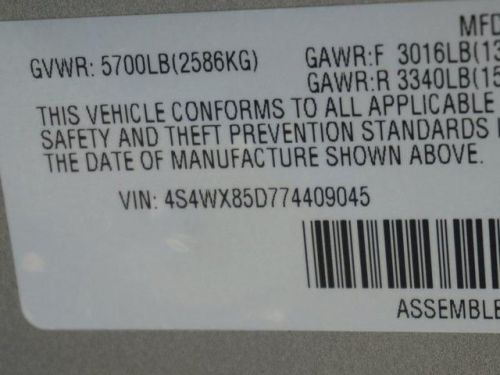 MFD
GVWR: 5700LB(2586KG) GAWR:F 3016LB(13
GAWR:R 3340LB(15
THIS VEHICLE CONFORMS TO ALL APPLICABLE
SAFETY AND THEFT PREVENTION STANDARDS
THE DATE OF MANUFACTURE SHOWN ABOVE.
VIN: 4S4WX85D774409045
ASSEMBLE